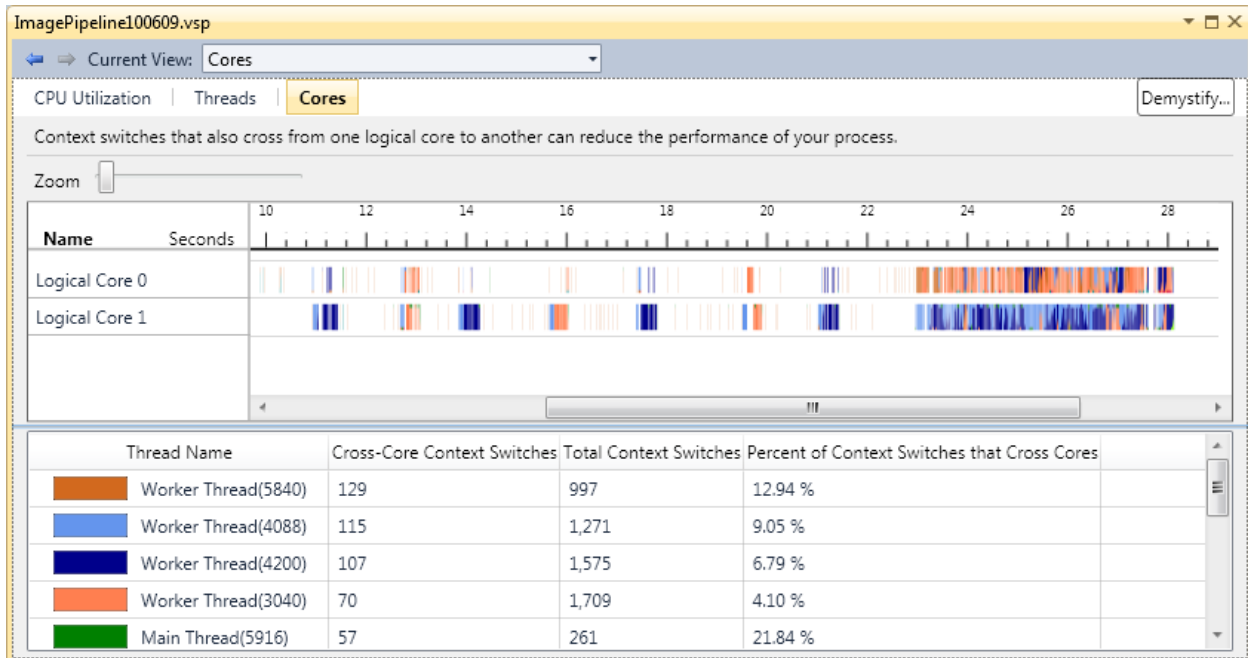 ImagePipeline100609.vsp
Current View: Cores
CPU Utilization Threads Cores Demystify...
Context switches that also cross from one logical core to another can reduce the performance of your process.
Zoom
10 12 14 16 18 20 22 24 26 28
Name Seconds
Logical Core 0
Logical Core 1
Thread Name Cross-Core Context Switches Total Context Switches Percent of Context Switches that Cross Cores
Worker Thread(5840) 129 997 12.94 %
Worker Thread(4088) 115 1,271 9.05 %
Worker Thread(4200) 107 1,575 6.79 %
Worker Thread(3040) 70 1,709 4.10 %
Main Thread(5916) 57 261 21.84 %